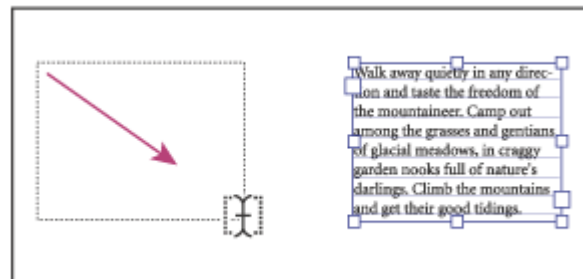 Walk away quietly in any direc-
tion and taste the freedom of
the mountaineer. Camp out
among the grasses and gentians
of glacial meadows, in craggy
garden nooks full of nature's
darlings. Climb the mountains
and get their good tidings.